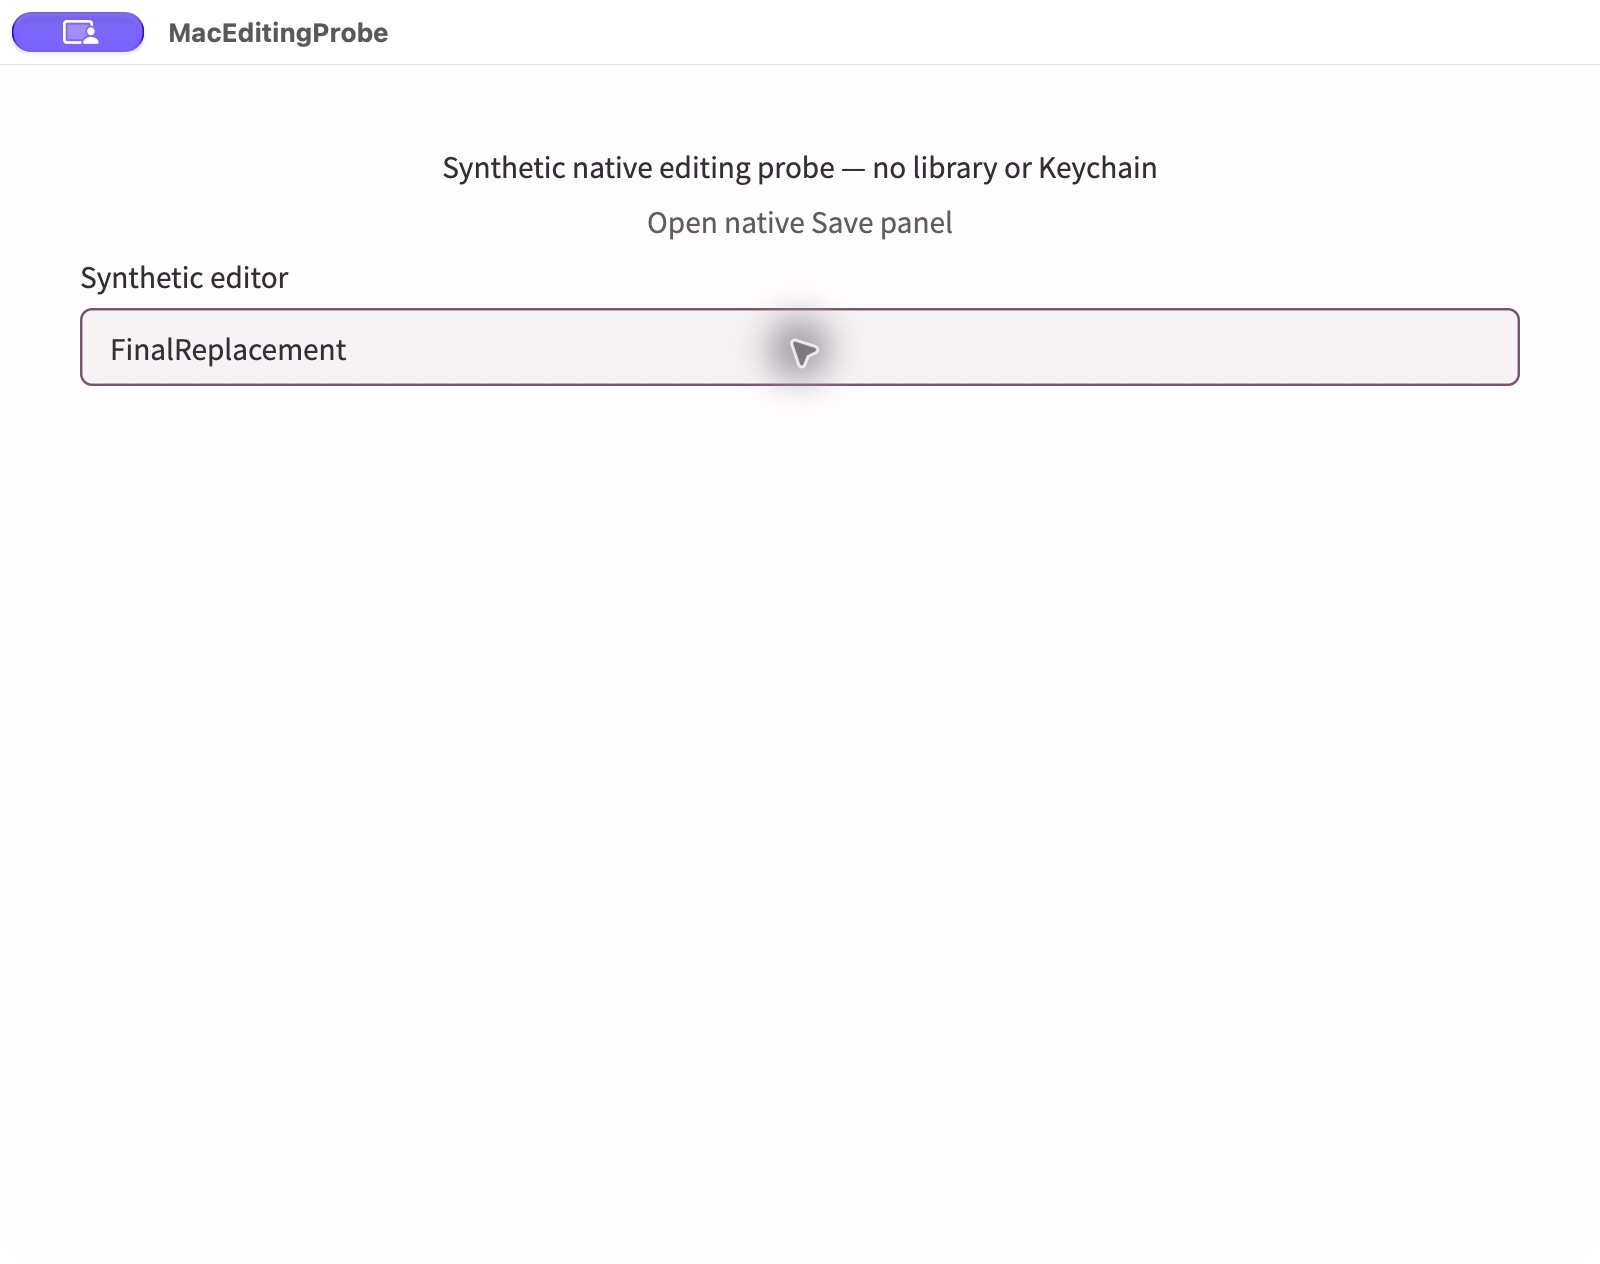 MacEditingProbe
Synthetic native editing probe — no library or Keychain
Open native Save panel
Synthetic editor
FinalReplacement